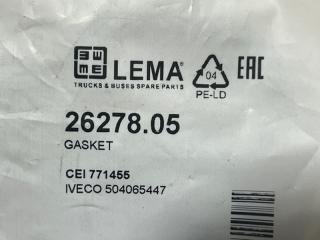 LEMA®
TRUCKS & BUSES SPARE PARTS
04
PE-LD
EAC
26278.05
GASKET
CEI 771455
IVECO 504065447